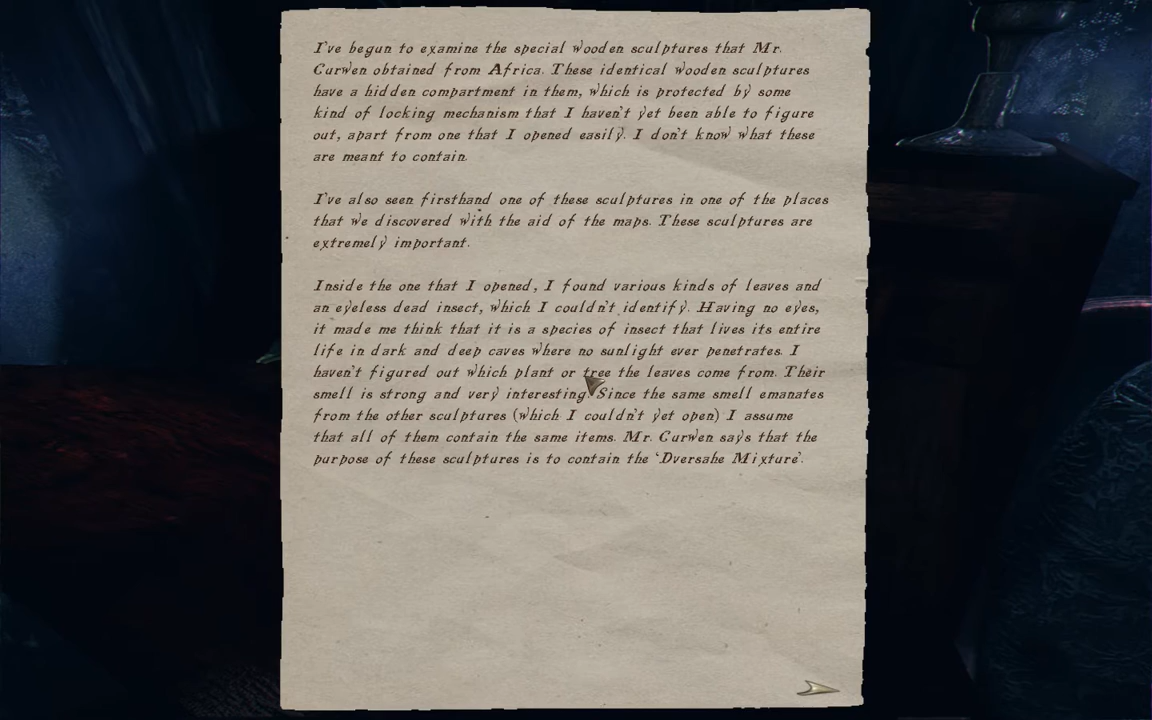 I've begun to examine the special wooden sculptures that Mr.
Curwen obtained from Africa. These identical wooden sculptures
have a hidden compartment in them, which is protected by some
kind of locking mechanism that I haven't yet been able to figure
out, apart from one that I opened easily. I don't know what these
are meant to contain.
I've also seen firsthand one of these sculptures in one of the places
that we discovered with the aid of the maps. These sculptures are
extremely important.
Inside the one that I opened, I found various kinds of leaves and
an eyeless dead insect, which I couldn't identify. Having no eyes,
it made me think that it is a species of insect that lives its entire
life in dark and deep caves where no sunlight ever penetrates. I
haven't figured out which plant or tree the leaves come from. Their
smell is strong and very interesting. Since the same smell emanates
from the other sculptures (which I couldn't yet open) I assume
that all of them contain the same items. Mr. Curwen says that the
purpose of these sculptures is to contain the 'Dversahe Mixture'.